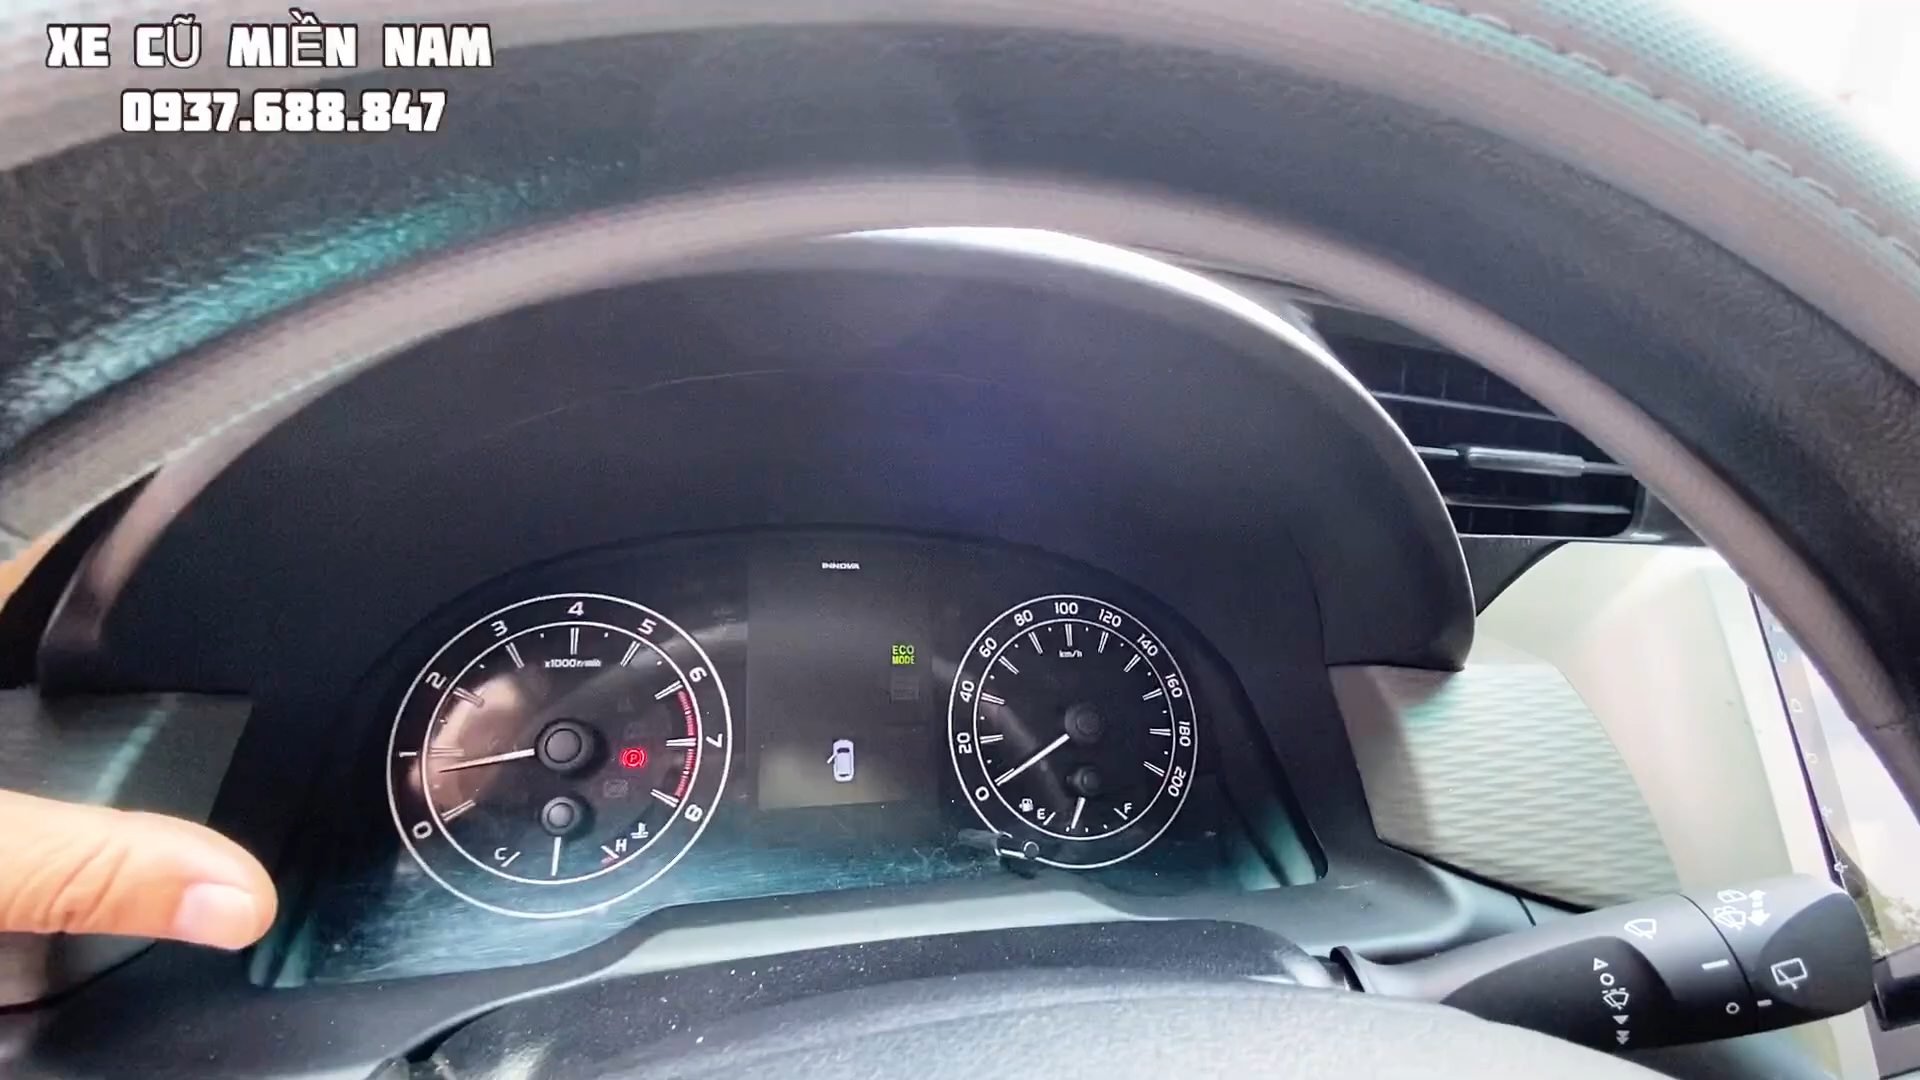 XE CŨ MIỀN NAM
0937.688.847
INNOVA
ECO
MODE
x1000r/min
0
1
2
3
4
5
6
7
8
C
H
P
km/h
0
20
40
60
80
100
120
140
160
180
200
E
F